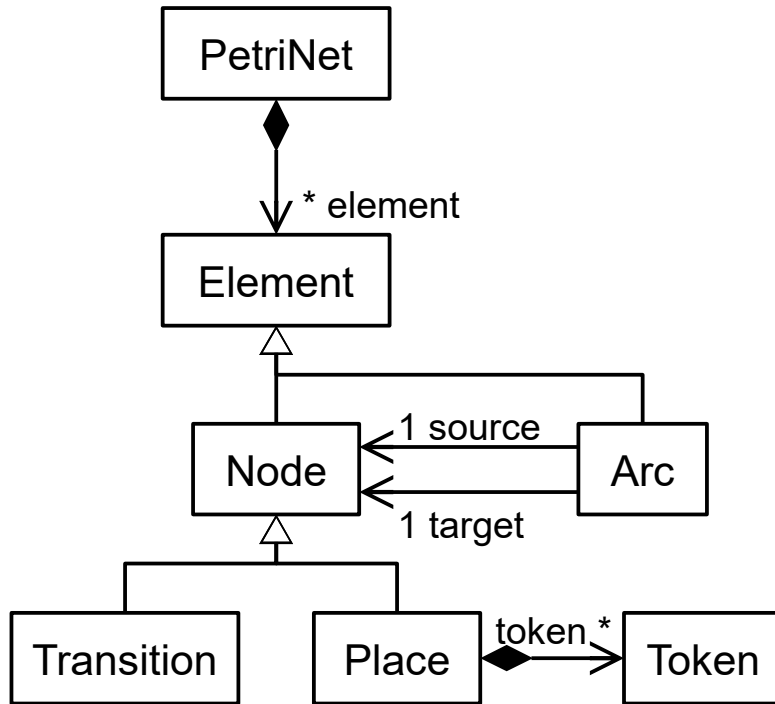 PetriNet
* element
Element
1 source
Node
Arc
1 target
token *
Transition
Place
Token